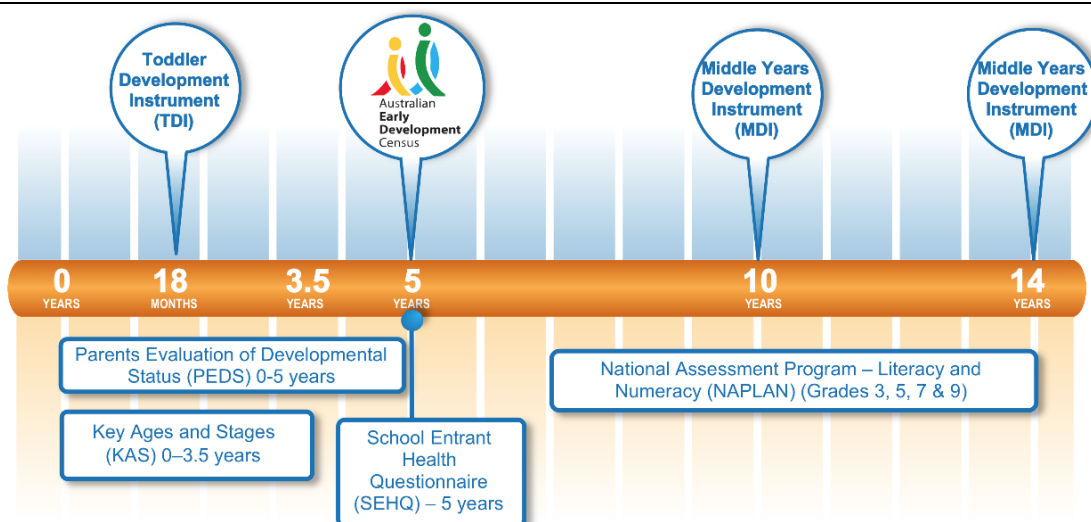 Toddler
Development
Instrument
(TDI)
Australian
Early
Development
Census
Middle Years
Development
Instrument
(MDI)
Middle Years
Development
Instrument
(MDI)
0
YEARS
18
MONTHS
3.5
YEARS
5
YEARS
10
YEARS
14
YEARS
Parents Evaluation of Developmental
Status (PEDS) 0-5 years
National Assessment Program – Literacy and
Numeracy (NAPLAN) (Grades 3, 5, 7 & 9)
Key Ages and Stages
(KAS) 0–3.5 years
School Entrant
Health
Questionnaire
(SEHQ) – 5 years